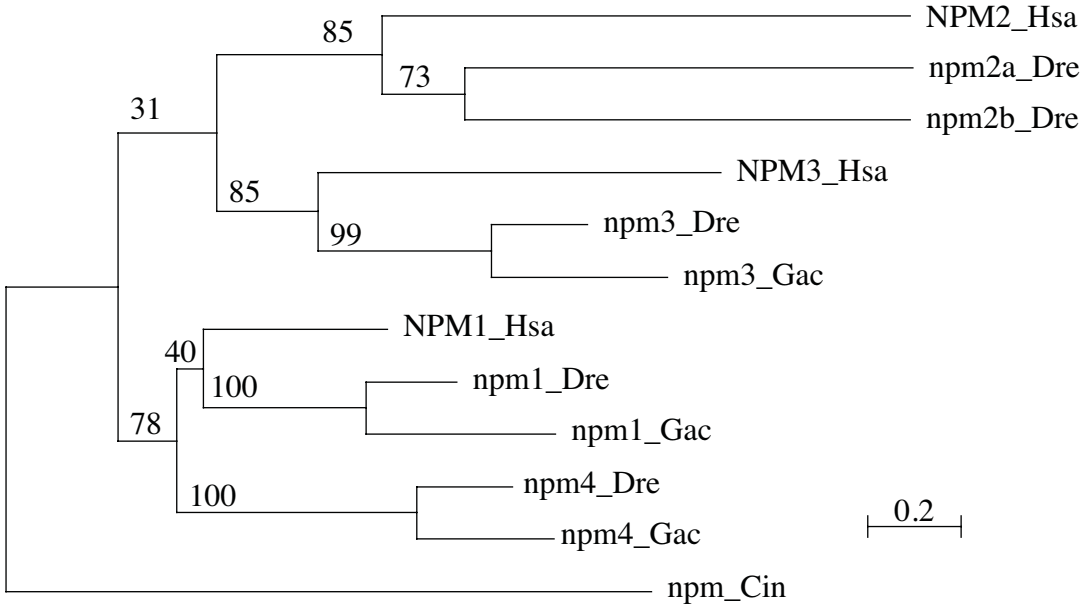 85
NPM2_Hsa
73
npm2a_Dre
npm2b_Dre
31
85
NPM3_Hsa
99
npm3_Dre
npm3_Gac
40
NPM1_Hsa
100
npm1_Dre
npm1_Gac
78
100
npm4_Dre
npm4_Gac
0.2
npm_Cin